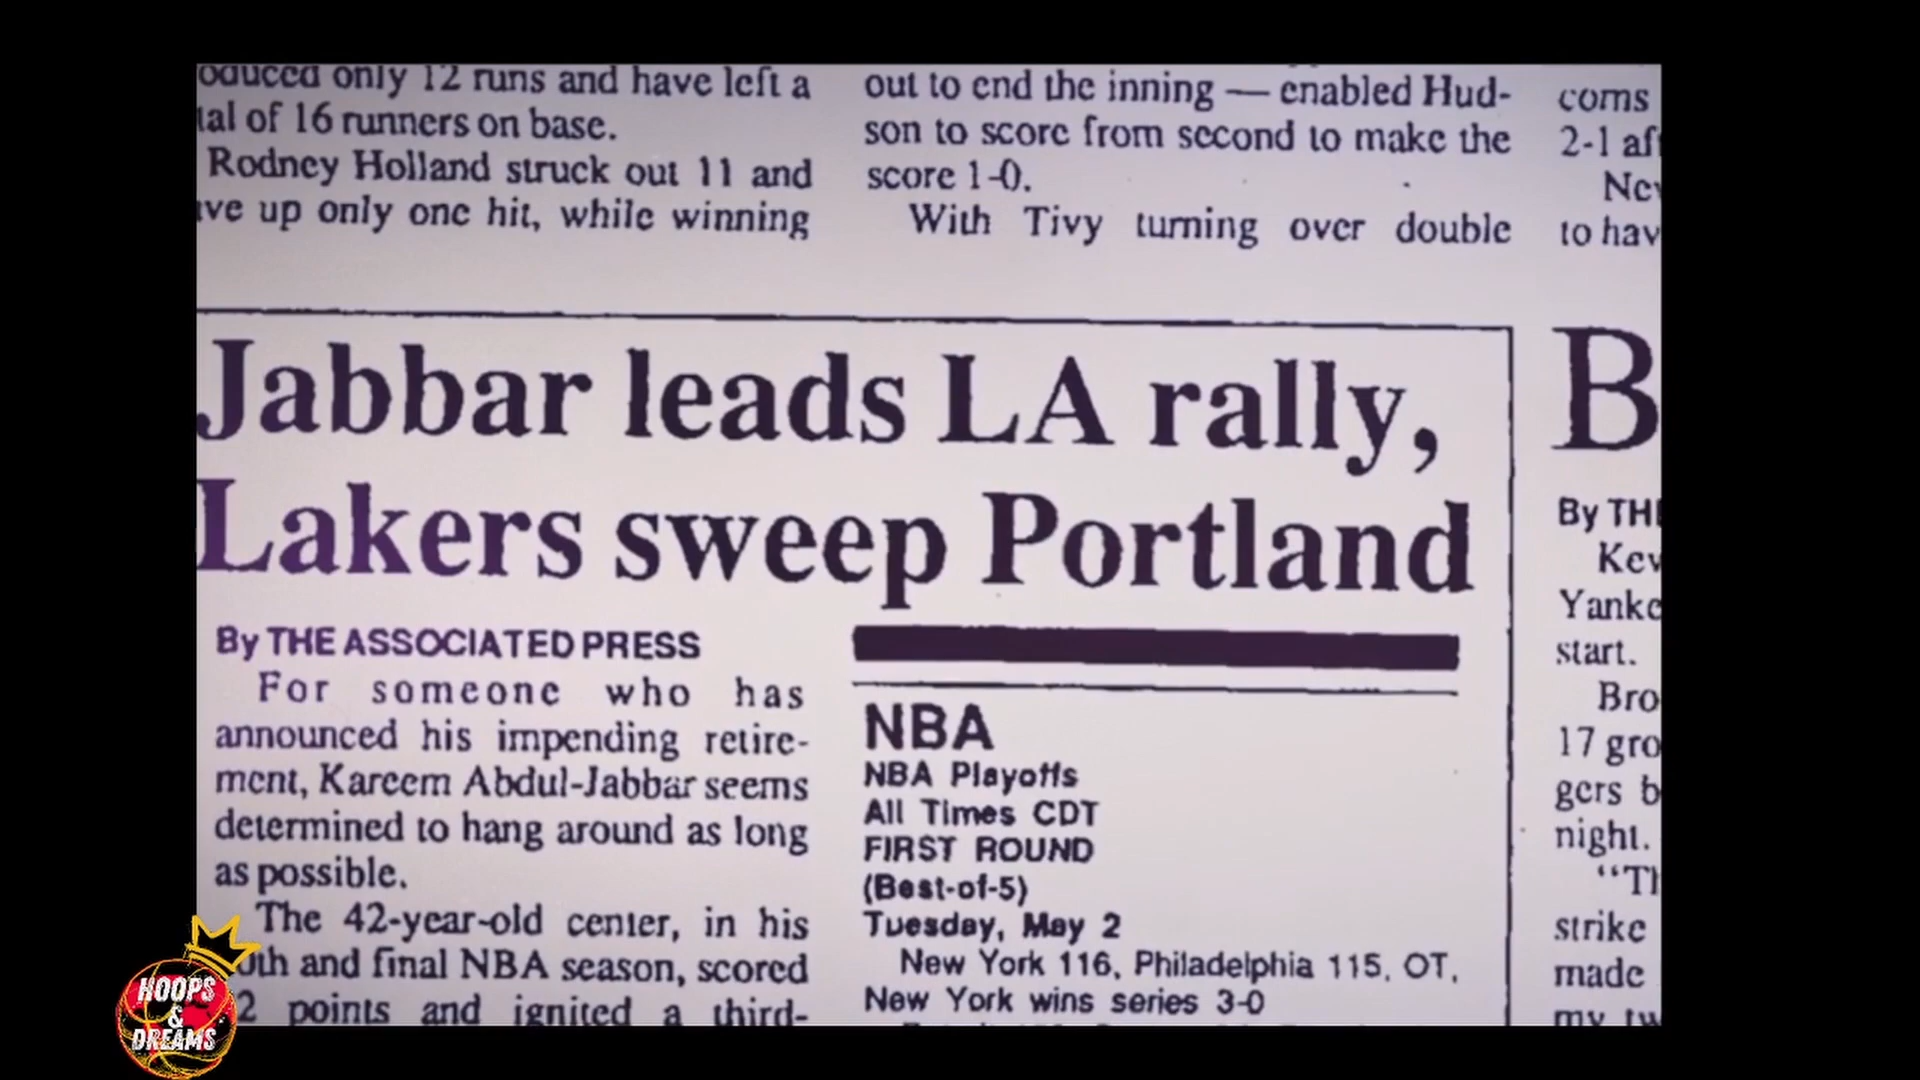 only 12 runs and have left a
of 16 runners on base.
Rodney Holland struck out 11 and
up only one hit, while winning
out to end the inning — enabled Hud-
son to score from second to make the
score 1-0.
With Tivy turning over double
coms
2-1
to
Jabbar leads LA rally,
Lakers sweep Portland
By THE ASSOCIATED PRESS
For someone who has
announced his impending retire-
ment, Kareem Abdul-Jabbar seems
determined to hang around as long
as possible.
The 42-year-old center, in his
and final NBA season, scored
points and ignited a third-
NBA
NBA Playoffs
All Times CDT
FIRST ROUND
(Best-of-5)
Tuesday, May 2
New York 116, Philadelphia 115, OT,
New York wins series 3-0
B
By
start.
17
gers
night.
strike
made
my
HOOPS
&
DREAMS